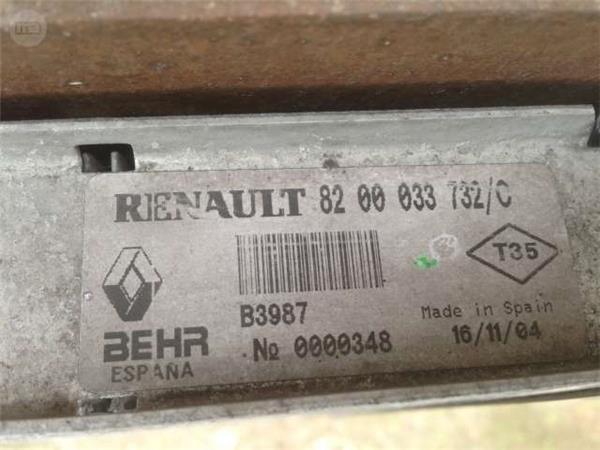 RENAULT 82 00 033 732/C
T35
B3987
Made in Spain
BEHR
№ 0000348
16/11/04
ESPAÑA